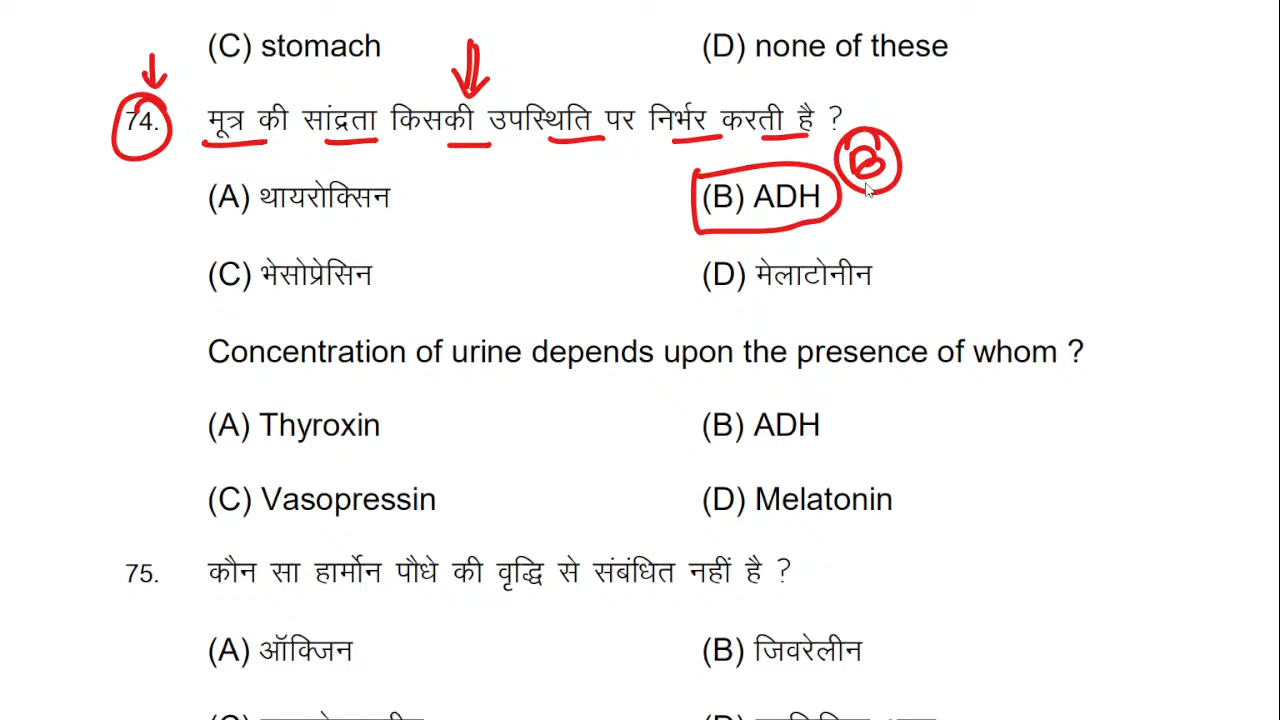 (C) stomach (D) none of these
74. मूत्र की सांद्रता किसकी उपस्थिति पर निर्भर करती है ?
B
(A) थायरोक्सिन (B) ADH
(C) भेसोप्रेसिन (D) मेलाटोनीन
Concentration of urine depends upon the presence of whom ?
(A) Thyroxin (B) ADH
(C) Vasopressin (D) Melatonin
75. कौन सा हार्मोन पौधे की वृद्धि से संबंधित नहीं है ?
(A) ऑक्जिन (B) जिवरेलीन
(C) (D)